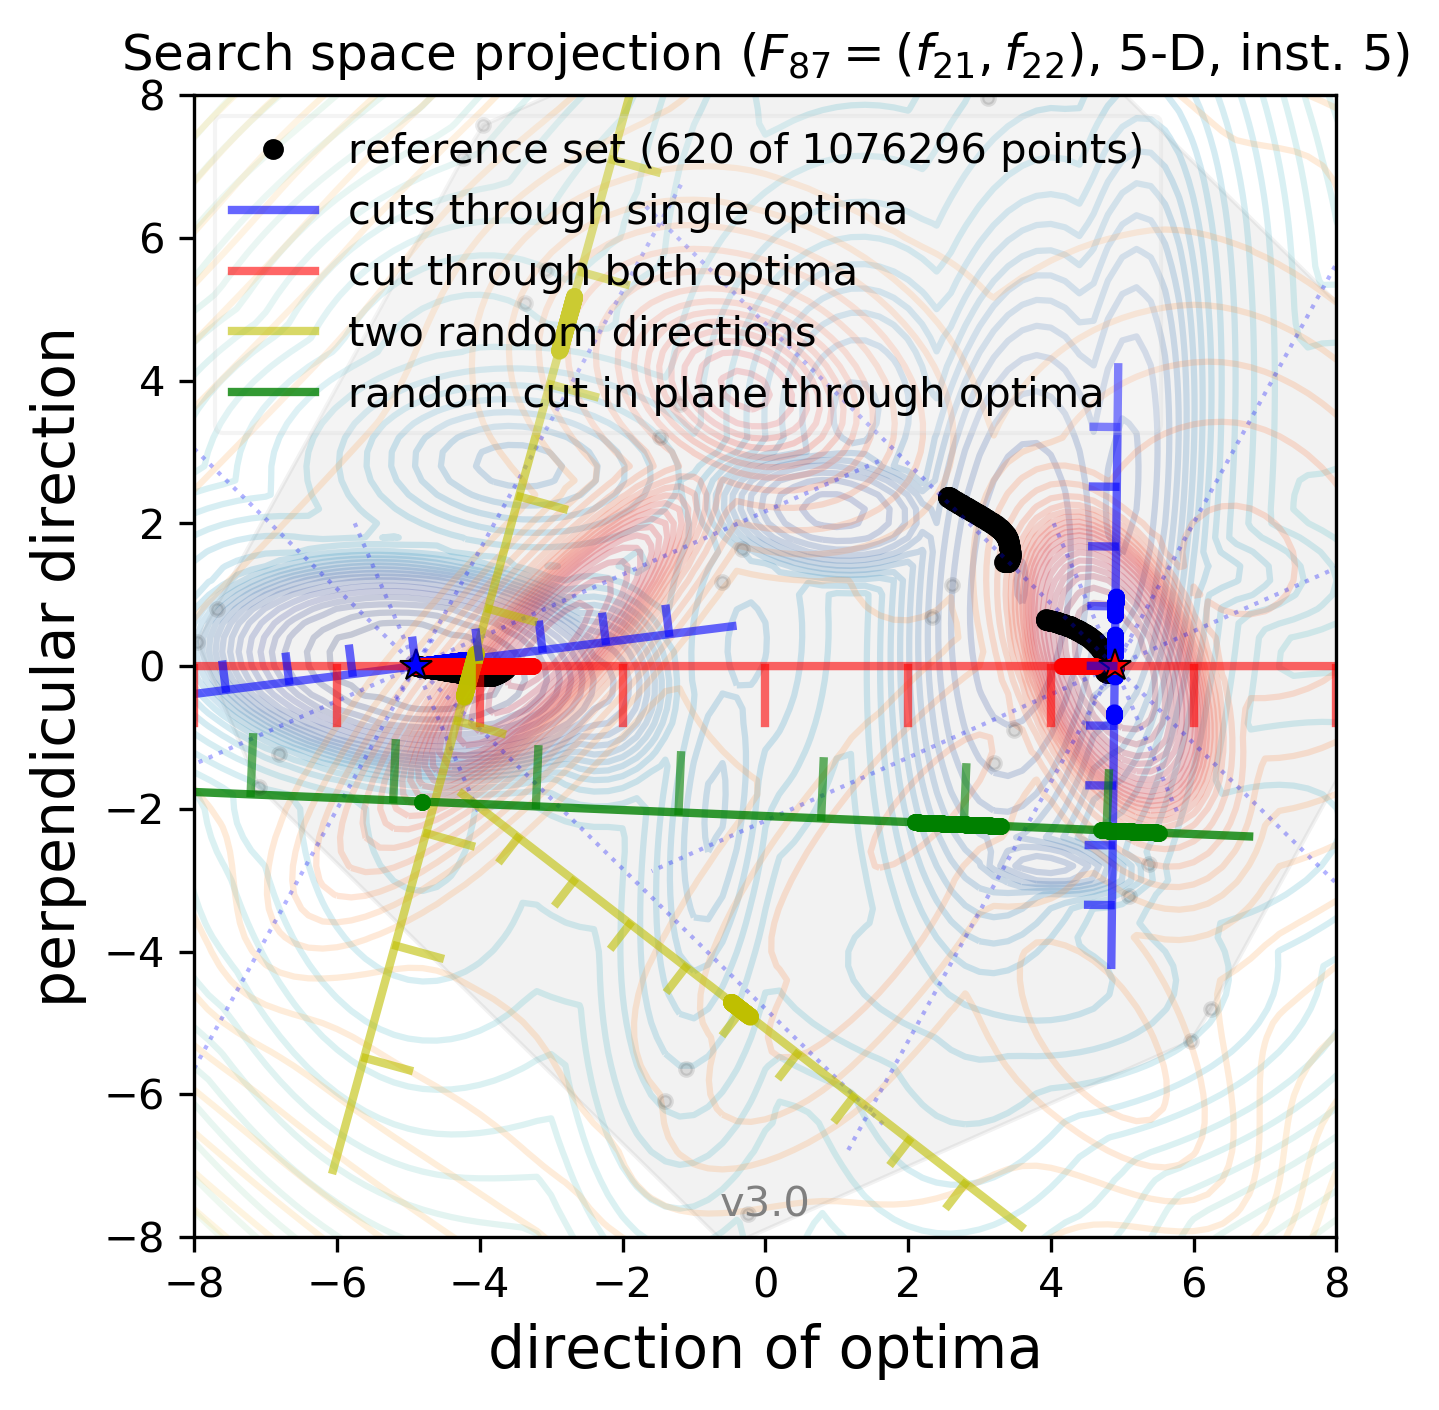 Search space projection (F₈₇ = (f₂₁, f₂₂), 5-D, inst. 5)
8
6
4
2
0
−2
−4
−6
−8
perpendicular direction
reference set (620 of 1076296 points)
cuts through single optima
cut through both optima
two random directions
random cut in plane through optima
v3.0
−8 −6 −4 −2 0 2 4 6 8
direction of optima